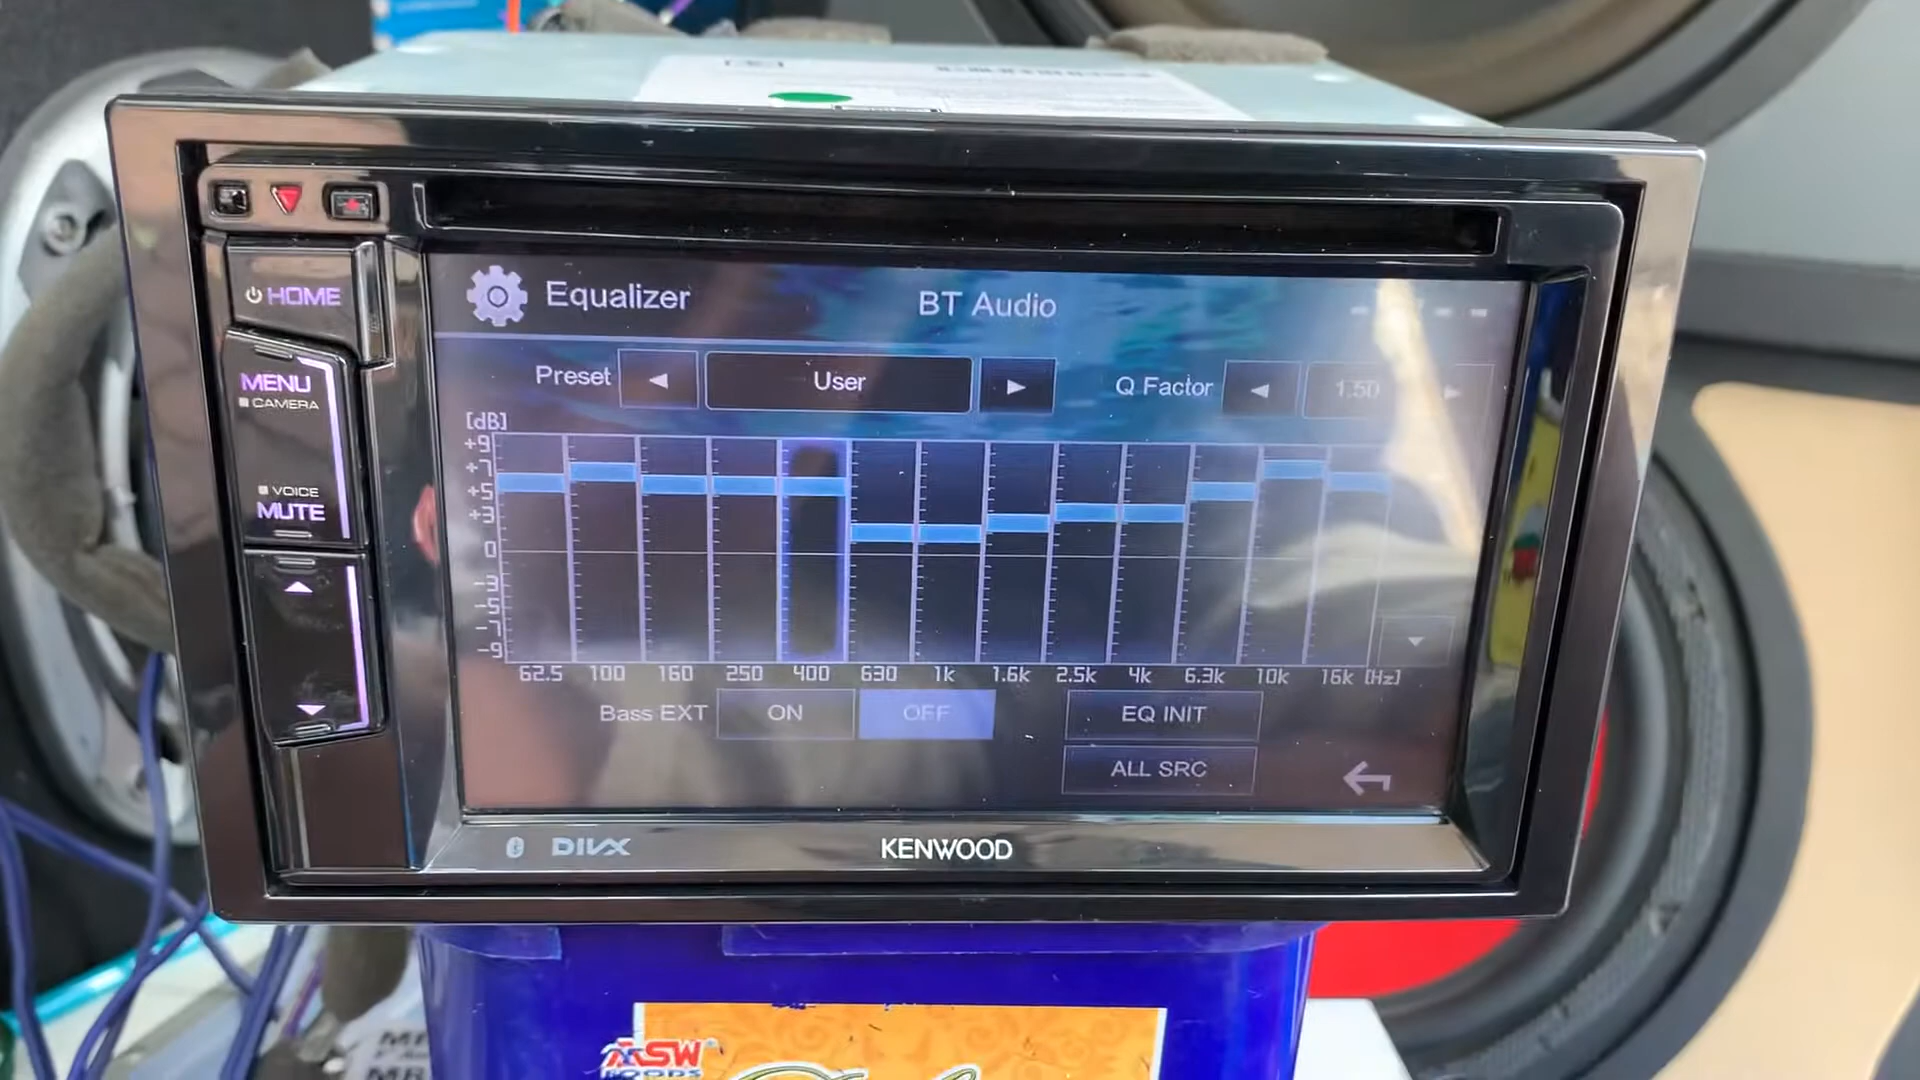 HOME
MENU
CAMERA
VOICE
MUTE
Equalizer
BT Audio
Preset
User
Q Factor
1.50
[dB]
+9
+7
+5
+3
0
-3
-5
-7
-9
62.5 100 160 250 400 630 1k 1.6k 2.5k 4k 6.3k 10k 16k [Hz]
Bass EXT
ON
OFF
EQ INIT
ALL SRC
DIVX
KENWOOD
ASW
FOODS